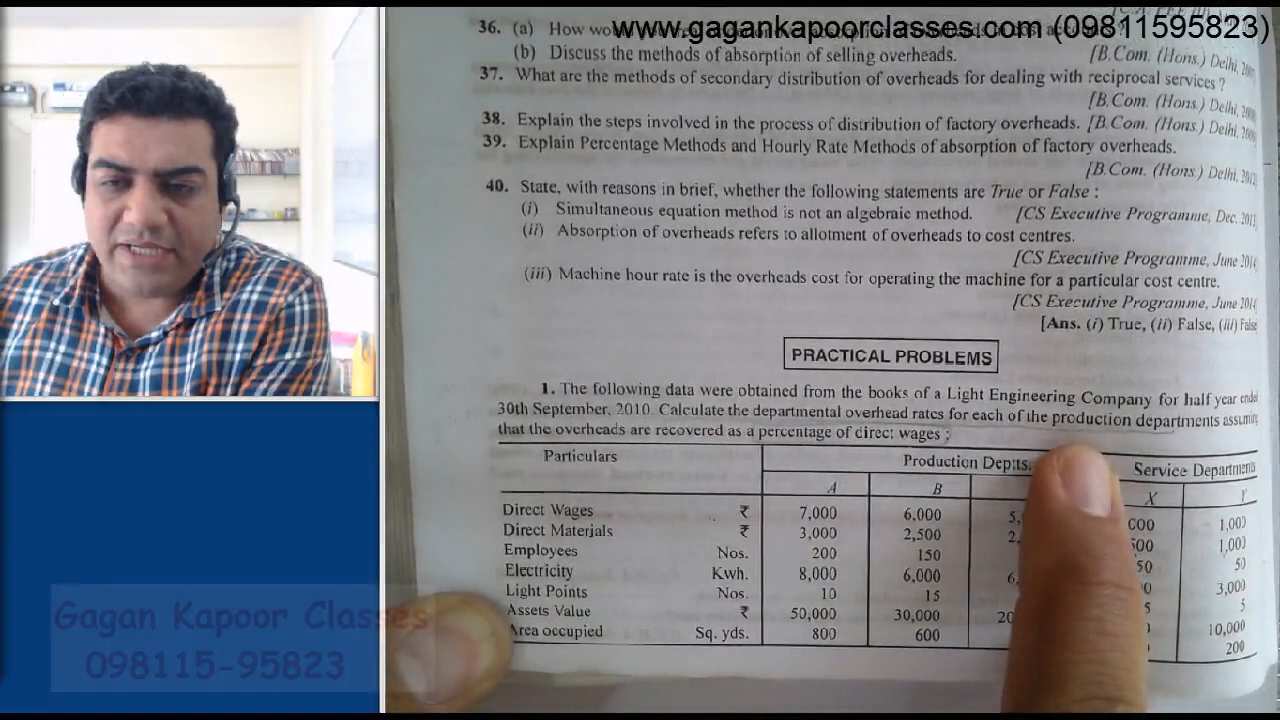 www.gagankapoorclasses.com (09811595823)
36. (a) How
(b) Discuss the methods of absorption of selling overheads. [B.Com. (Hons.) Delhi,
37. What are the methods of secondary distribution of overheads for dealing with reciprocal services ?
[B.Com. (Hons.) Delhi,
38. Explain the steps involved in the process of distribution of factory overheads. [B.Com. (Hons.) Delhi,
39. Explain Percentage Methods and Hourly Rate Methods of absorption of factory overheads.
[B.Com. (Hons.) Delhi,
40. State, with reasons in brief, whether the following statements are True or False :
(i) Simultaneous equation method is not an algebraic method. [CS Executive Programme, Dec.
(ii) Absorption of overheads refers to allotment of overheads to cost centres.
[CS Executive Programme, June
(iii) Machine hour rate is the overheads cost for operating the machine for a particular cost centre.
[CS Executive Programme, June
[Ans. (i) True, (ii) False, (iii) False
PRACTICAL PROBLEMS
1. The following data were obtained from the books of a Light Engineering Company for half year
30th September, 2010. Calculate the departmental overhead rates for each of the production departments
that the overheads are recovered as a percentage of direct wages :
Particulars Production Deptts. Service Departments
A B X Y
Direct Wages ₹ 7,000 6,000 1,000
Direct Materials ₹ 3,000 2,500 1,000
Employees Nos. 200 150 50
Electricity Kwh. 8,000 6,000 3,000
Light Points Nos. 10 15 5
Assets Value ₹ 50,000 30,000 10,000
Area occupied Sq. yds. 800 600 200
Gagan Kapoor Classes
098115-95823